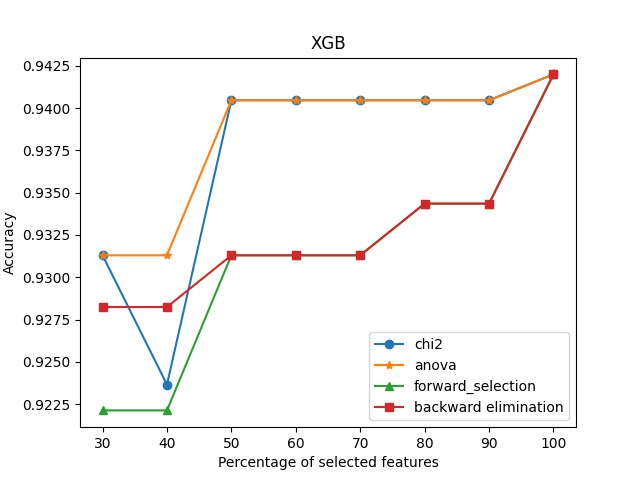 XGB
0.9425
0.9400
0.9375
0.9350
0.9325
0.9300
0.9275
0.9250
0.9225
Accuracy
chi2
anova
forward_selection
backward elimination
30 40 50 60 70 80 90 100
Percentage of selected features